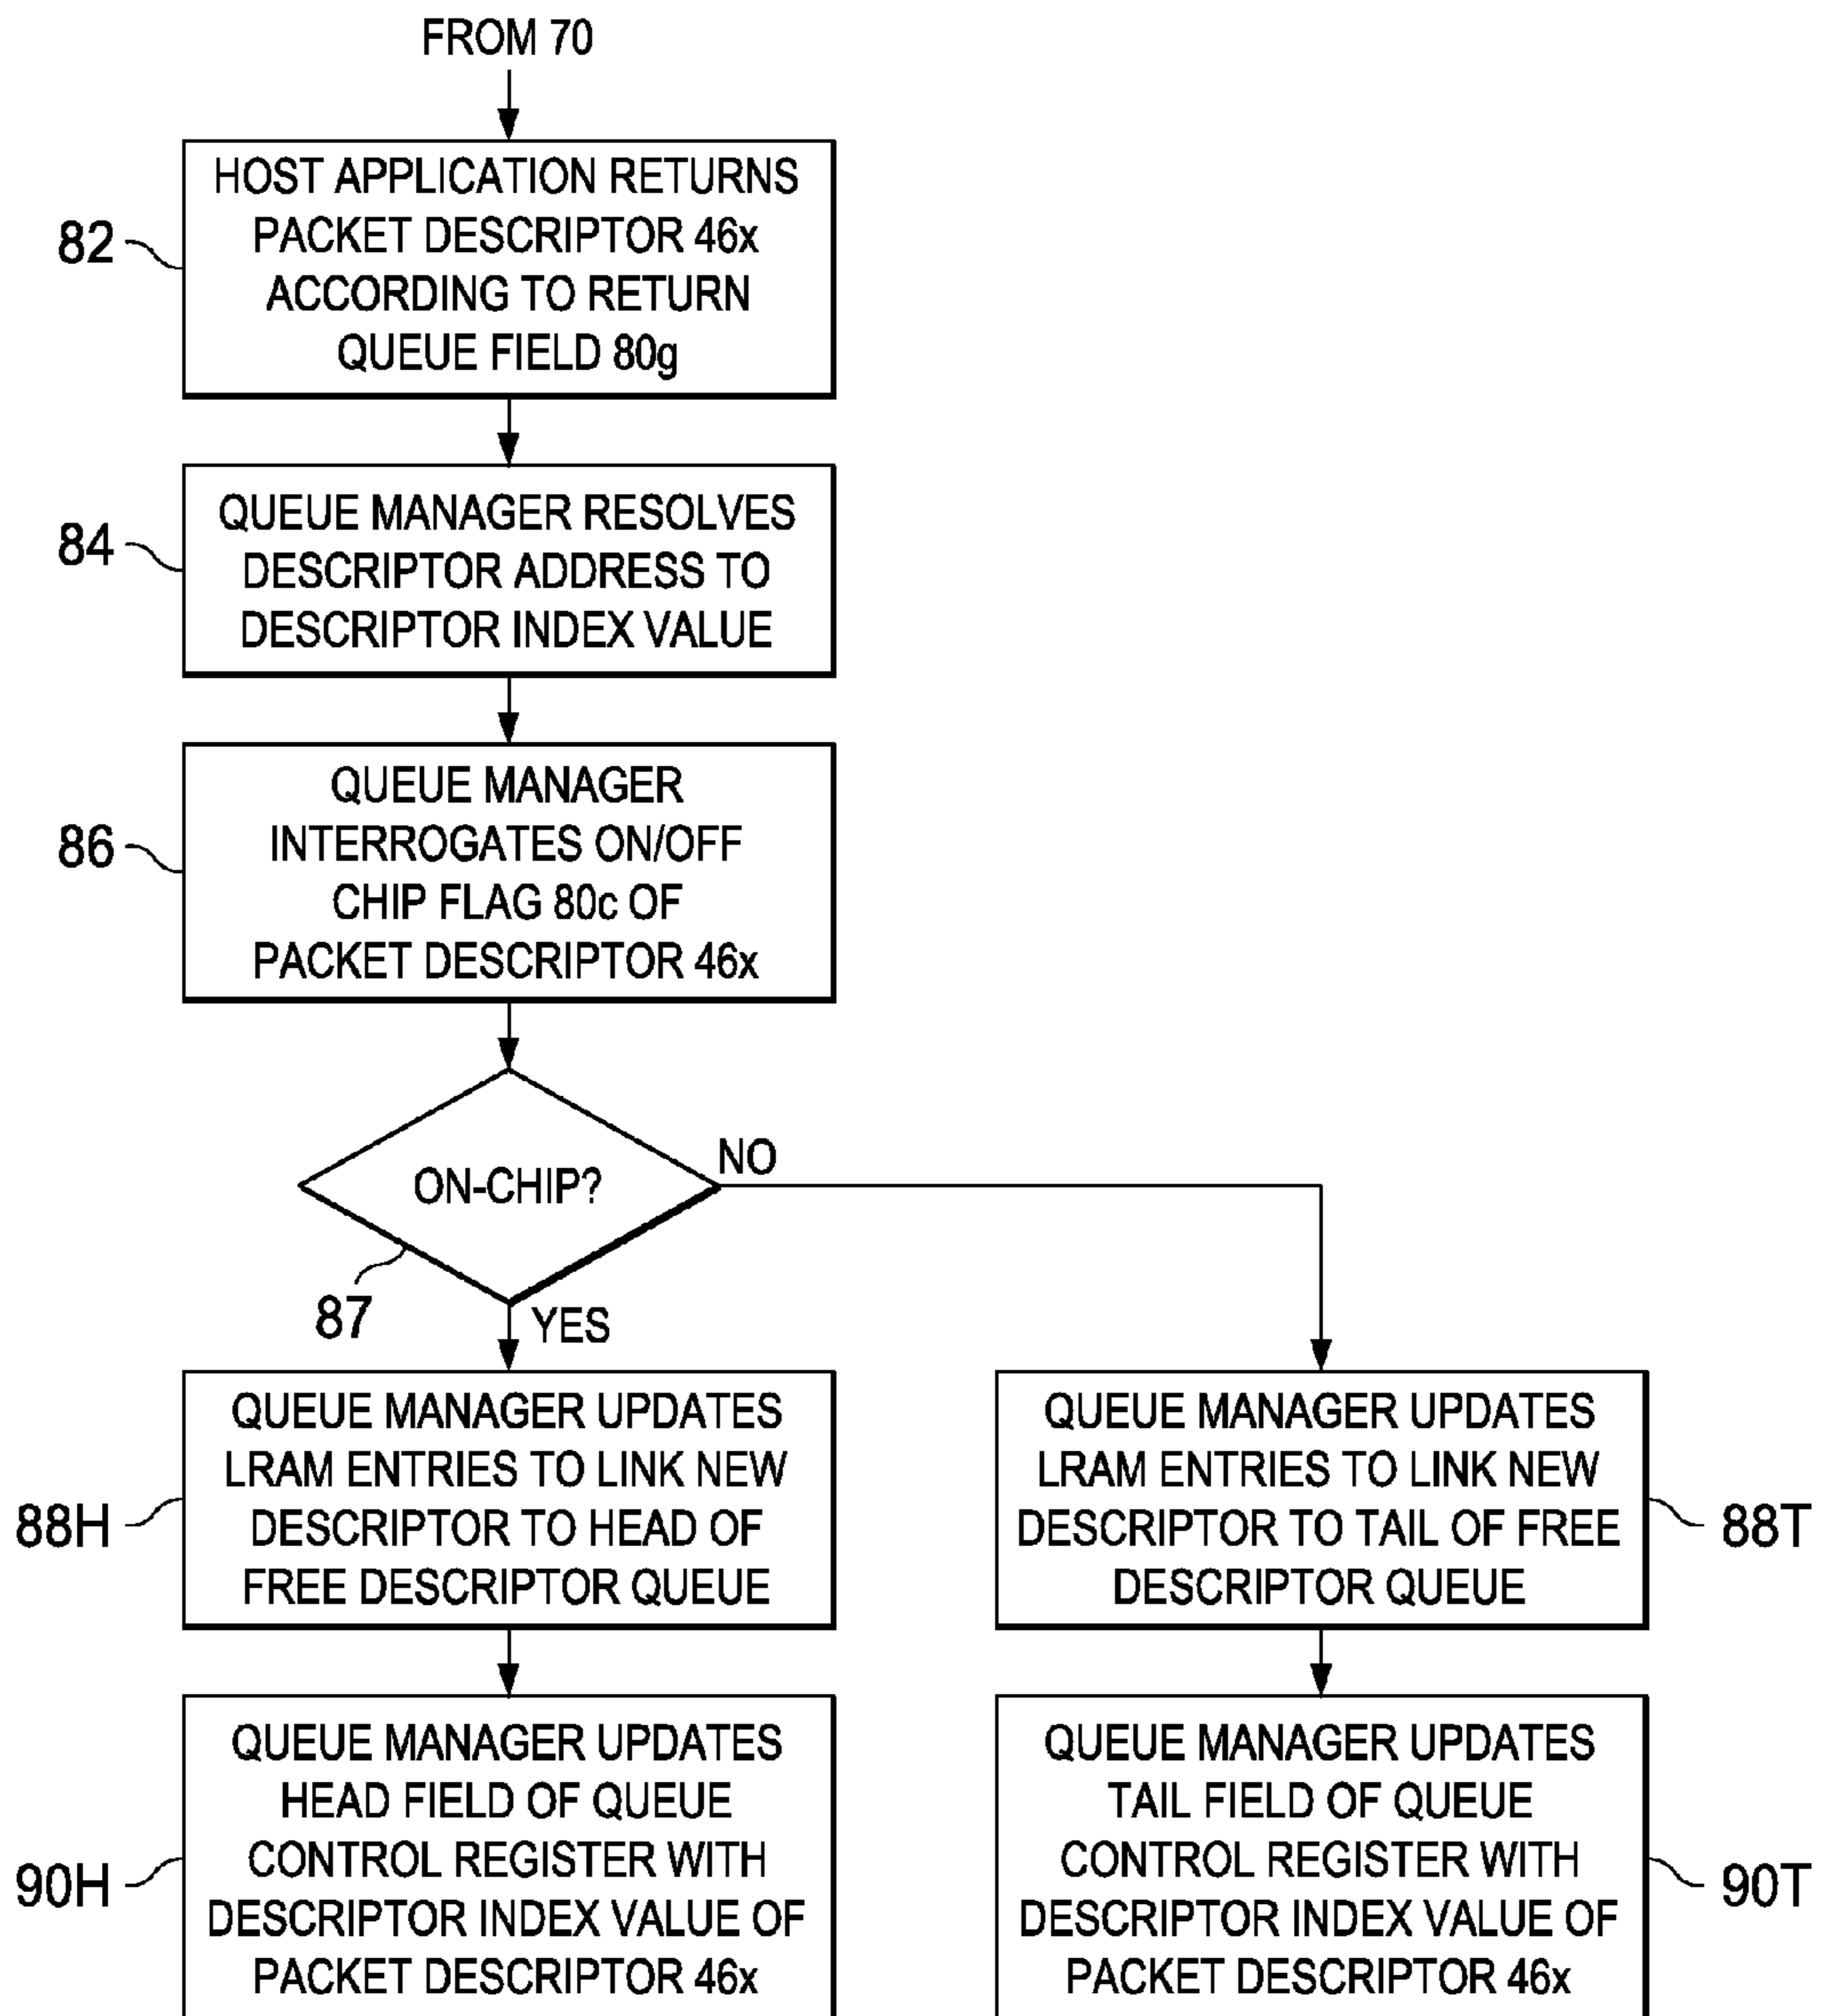 FROM 70
HOST APPLICATION RETURNS
PACKET DESCRIPTOR 46x
ACCORDING TO RETURN
QUEUE FIELD 80g
82
QUEUE MANAGER RESOLVES
DESCRIPTOR ADDRESS TO
DESCRIPTOR INDEX VALUE
84
QUEUE MANAGER
INTERROGATES ON/OFF
CHIP FLAG 80c OF
PACKET DESCRIPTOR 46x
86
ON-CHIP?
NO
87
YES
QUEUE MANAGER UPDATES
LRAM ENTRIES TO LINK NEW
DESCRIPTOR TO HEAD OF
FREE DESCRIPTOR QUEUE
88H
QUEUE MANAGER UPDATES
LRAM ENTRIES TO LINK NEW
DESCRIPTOR TO TAIL OF FREE
DESCRIPTOR QUEUE
88T
QUEUE MANAGER UPDATES
HEAD FIELD OF QUEUE
CONTROL REGISTER WITH
DESCRIPTOR INDEX VALUE OF
PACKET DESCRIPTOR 46x
90H
QUEUE MANAGER UPDATES
TAIL FIELD OF QUEUE
CONTROL REGISTER WITH
DESCRIPTOR INDEX VALUE OF
PACKET DESCRIPTOR 46x
90T